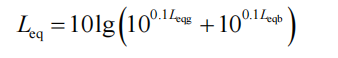 L_eq = 10lg(10^{0.1L_eqg} + 10^{0.1L_eqb})